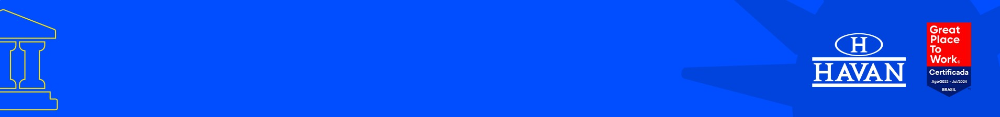 H
HAVAN
Great
Place
To
Work®
Certificada
Ago/2023 - Jul/2024
BRASIL